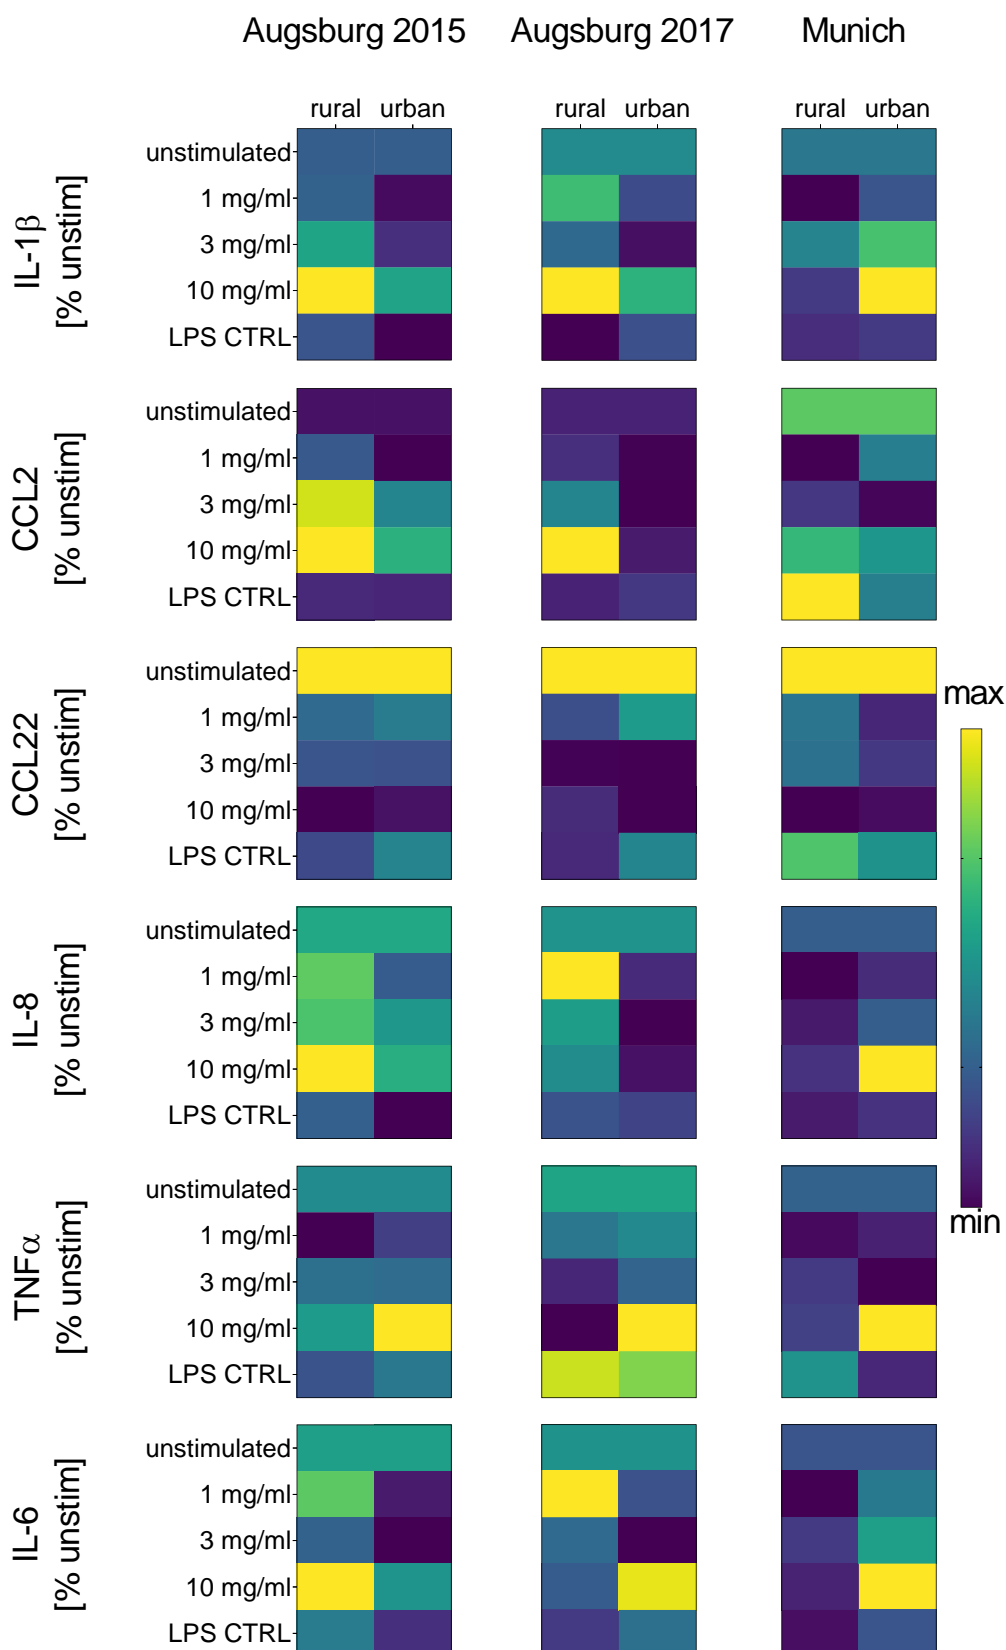 Augsburg 2015 Augsburg 2017 Munich
rural urban rural urban rural urban
IL-1β
[% unstim]
unstimulated
1 mg/ml
3 mg/ml
10 mg/ml
LPS CTRL
CCL2
[% unstim]
unstimulated
1 mg/ml
3 mg/ml
10 mg/ml
LPS CTRL
CCL22
[% unstim]
unstimulated
1 mg/ml
3 mg/ml
10 mg/ml
LPS CTRL
max
min
IL-8
[% unstim]
unstimulated
1 mg/ml
3 mg/ml
10 mg/ml
LPS CTRL
TNFα
[% unstim]
unstimulated
1 mg/ml
3 mg/ml
10 mg/ml
LPS CTRL
IL-6
[% unstim]
unstimulated
1 mg/ml
3 mg/ml
10 mg/ml
LPS CTRL